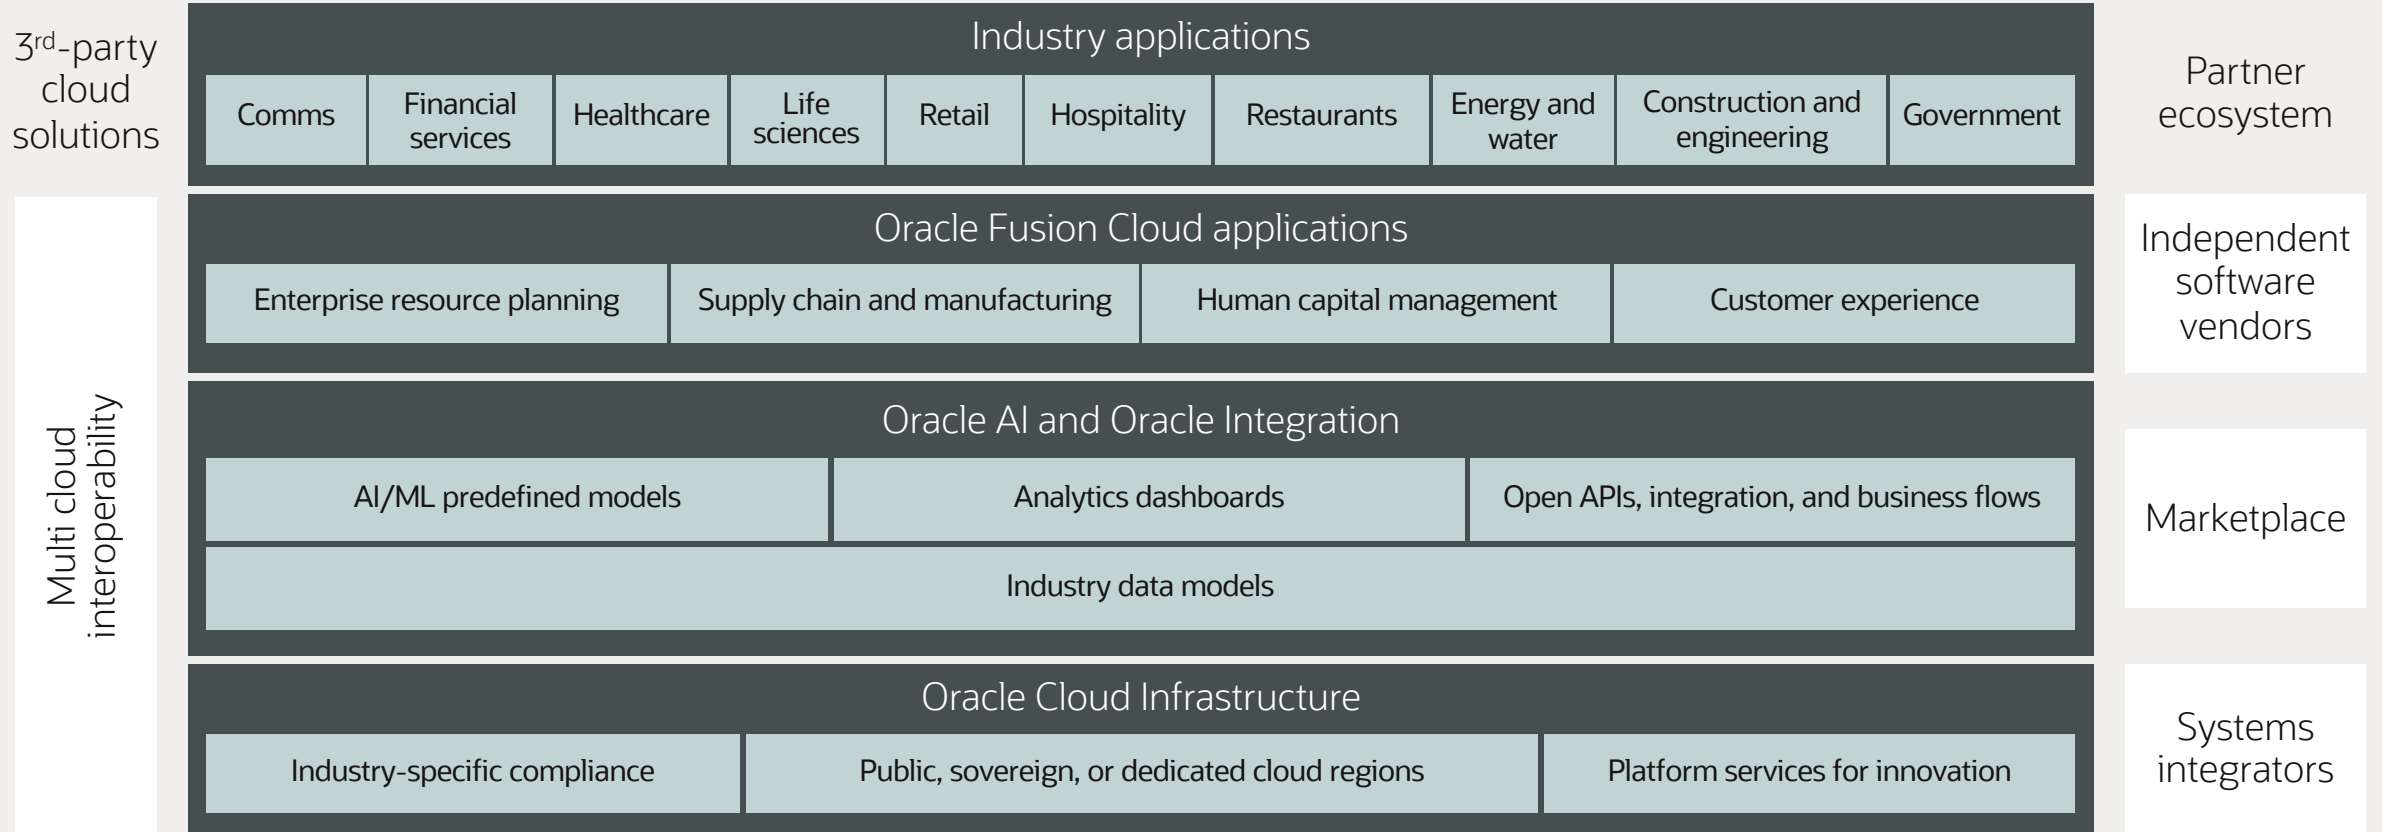 3rd-party
cloud
solutions
Multi cloud
interoperability
Industry applications
Comms
Financial
services
Healthcare
Life
sciences
Retail
Hospitality
Restaurants
Energy and
water
Construction and
engineering
Government
Oracle Fusion Cloud applications
Enterprise resource planning
Supply chain and manufacturing
Human capital management
Customer experience
Oracle AI and Oracle Integration
AI/ML predefined models
Analytics dashboards
Open APIs, integration, and business flows
Industry data models
Oracle Cloud Infrastructure
Industry-specific compliance
Public, sovereign, or dedicated cloud regions
Platform services for innovation
Partner
ecosystem
Independent
software
vendors
Marketplace
Systems
integrators